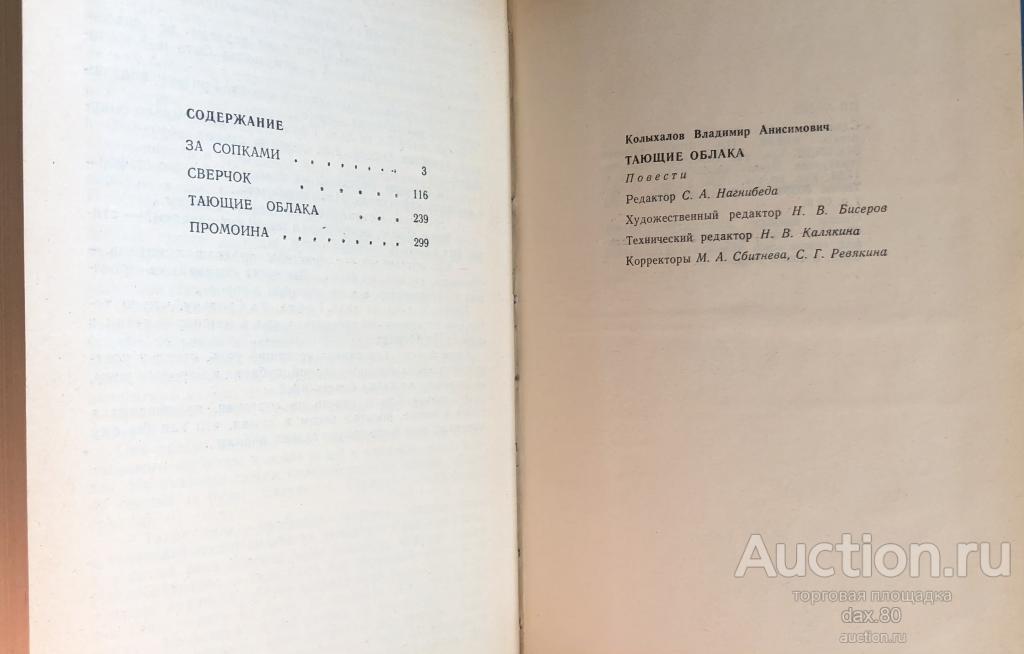 СОДЕРЖАНИЕ
ЗА СОПКАМИ . . . . . . . . 3
СВЕРЧОК . . . . . . 116
ТАЮЩИЕ ОБЛАКА . . . . 239
ПРОМОИНА . . . . . . . . . 299
Колыхалов Владимир Анисимович
ТАЮЩИЕ ОБЛАКА
Повести
Редактор С. А. Нагнибеда
Художественный редактор Н. В. Бисеров
Технический редактор Н. В. Калякина
Корректоры М. А. Сбитнева, С. Г. Ревякина
Auction.ru
торговая площадка
dax.80
auction.ru